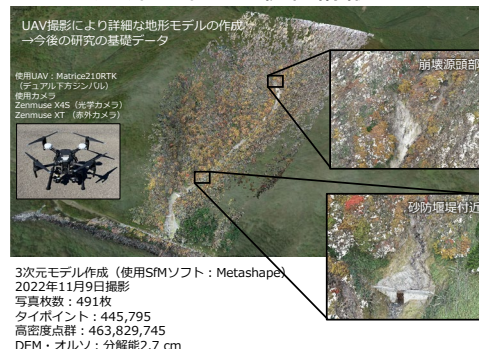 UAV撮影により詳細な地形モデルの作成
→今後の研究の基礎データ
使用UAV：Matrice210RTK
（デュアル下方ジンバル）
使用カメラ
Zenmuse X4S（光学カメラ）
Zenmuse XT （赤外カメラ）
崩壊源頭部
砂防堰堤付近
3次元モデル作成（使用SfMソフト：Metashape）
2022年11月9日撮影
写真枚数：491枚
タイポイント：445,795
高密度点群：463,829,745
DEM・オルソ：分解能2.7 cm